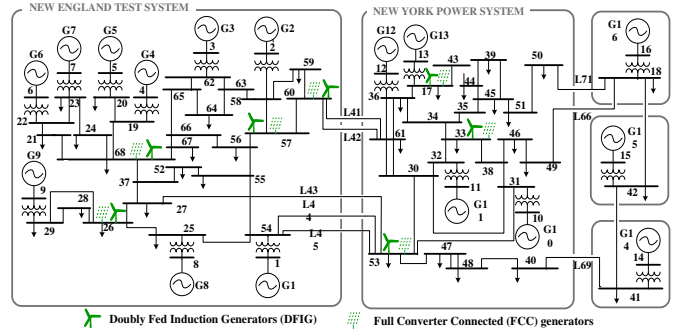 NEW ENGLAND TEST SYSTEM
NEW YORK POWER SYSTEM
G7
G5
G3
G2
G6
G4
7
5
3
2
6
4
23
20
22
19
21
24
62
63
65
58
59
60
64
66
67
56
57
68
52
55
37
G9
9
28
29
26
27
25
8
G8
54
1
G1
L41
L42
L43
L4
4
L4
5
G12
G13
12
13
36
17
43
44
39
45
35
51
50
34
33
61
46
49
38
32
30
31
11
G1
1
10
G1
0
53
47
48
40
L71
L66
L69
G1
6
16
18
G1
5
15
42
G1
4
14
41
Doubly Fed Induction Generators (DFIG)
Full Converter Connected (FCC) generators